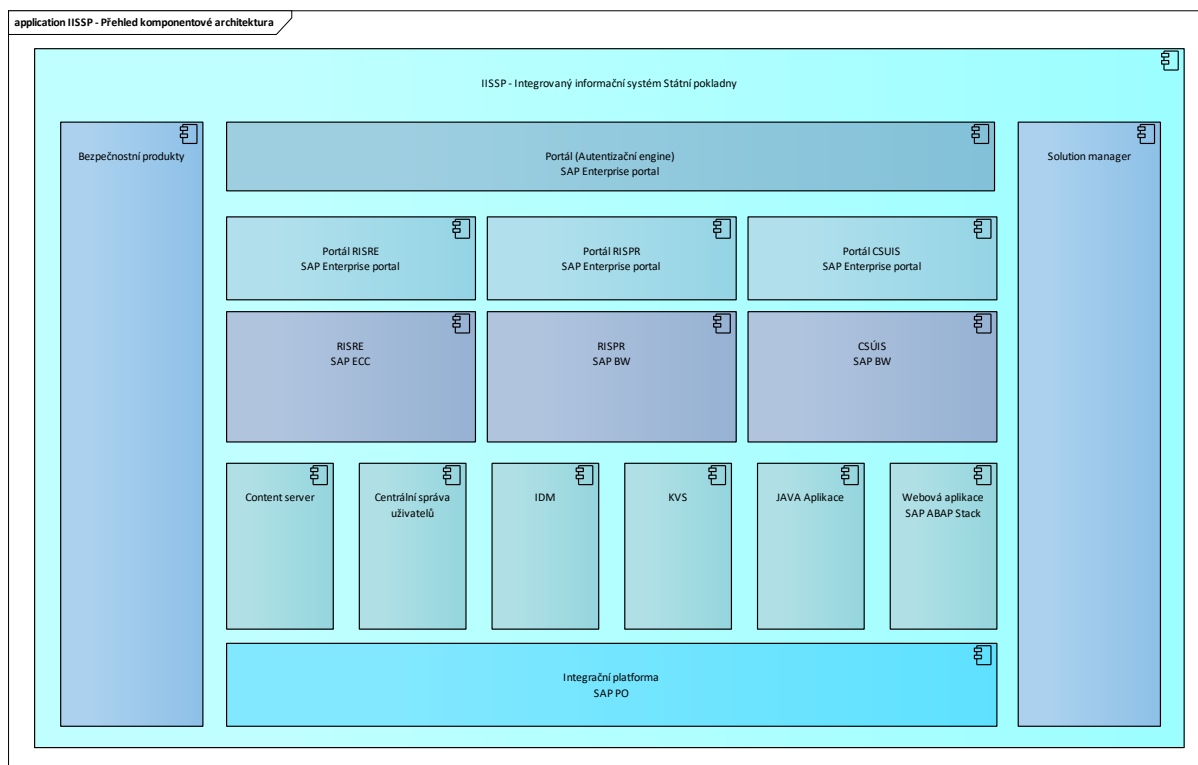 application IISSP - Přehled komponentové architektura
IISSP - Integrovaný informační systém Státní pokladny
Bezpečnostní produkty
Portál (Autentizační engine)
SAP Enterprise portal
Solution manager
Portál RISRE
SAP Enterprise portal
Portál RISPR
SAP Enterprise portal
Portál CSUIS
SAP Enterprise portal
RISRE
SAP ECC
RISPR
SAP BW
CSÚIS
SAP BW
Content server
Centrální správa
uživatelů
IDM
KVS
JAVA Aplikace
Webová aplikace
SAP ABAP Stack
Integrační platforma
SAP PO